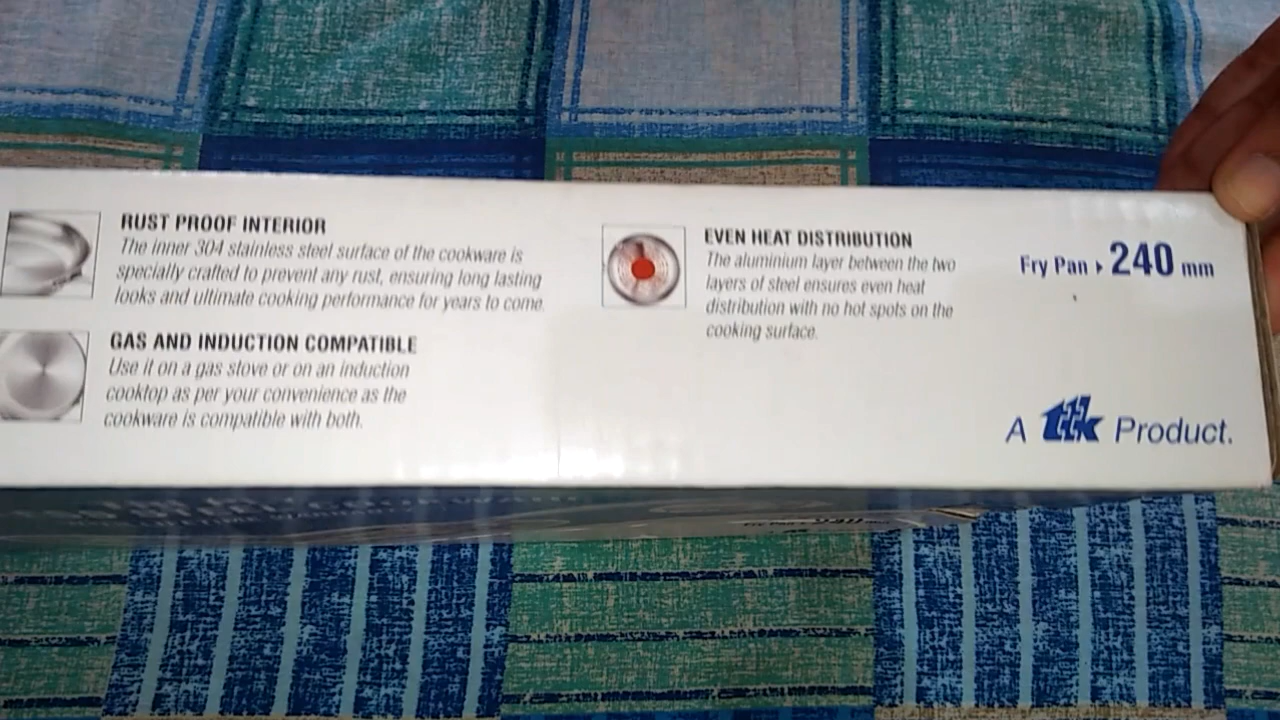 RUST PROOF INTERIOR
The inner 304 stainless steel surface of the cookware is
specially crafted to prevent any rust, ensuring long lasting
looks and ultimate cooking performance for years to come.
GAS AND INDUCTION COMPATIBLE
Use it on a gas stove or on an induction
cooktop as per your convenience as the
cookware is compatible with both.
EVEN HEAT DISTRIBUTION
The aluminium layer between the two
layers of steel ensures even heat
distribution with no hot spots on the
cooking surface.
Fry Pan 240 mm
A ttk Product.